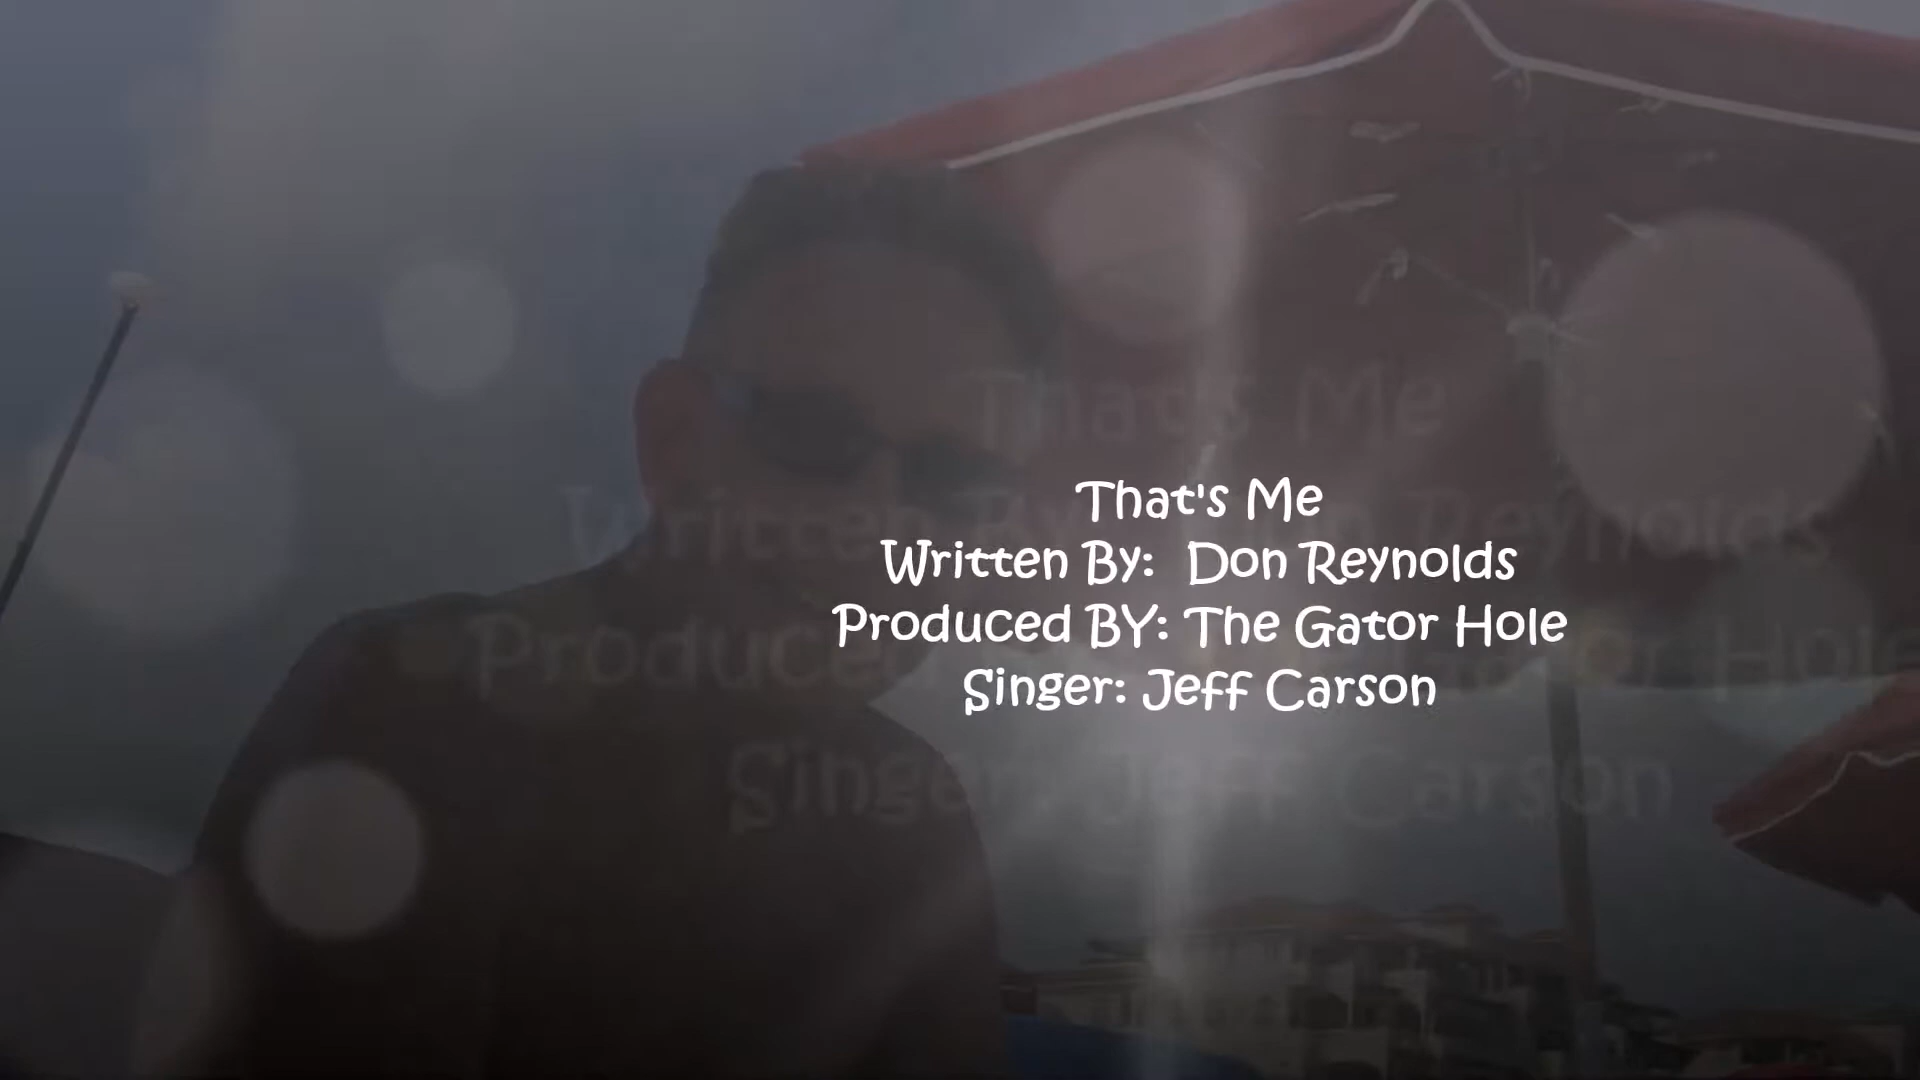 That's Me
Written By:  Don Reynolds
Produced BY: The Gator Hole
Singer: Jeff Carson